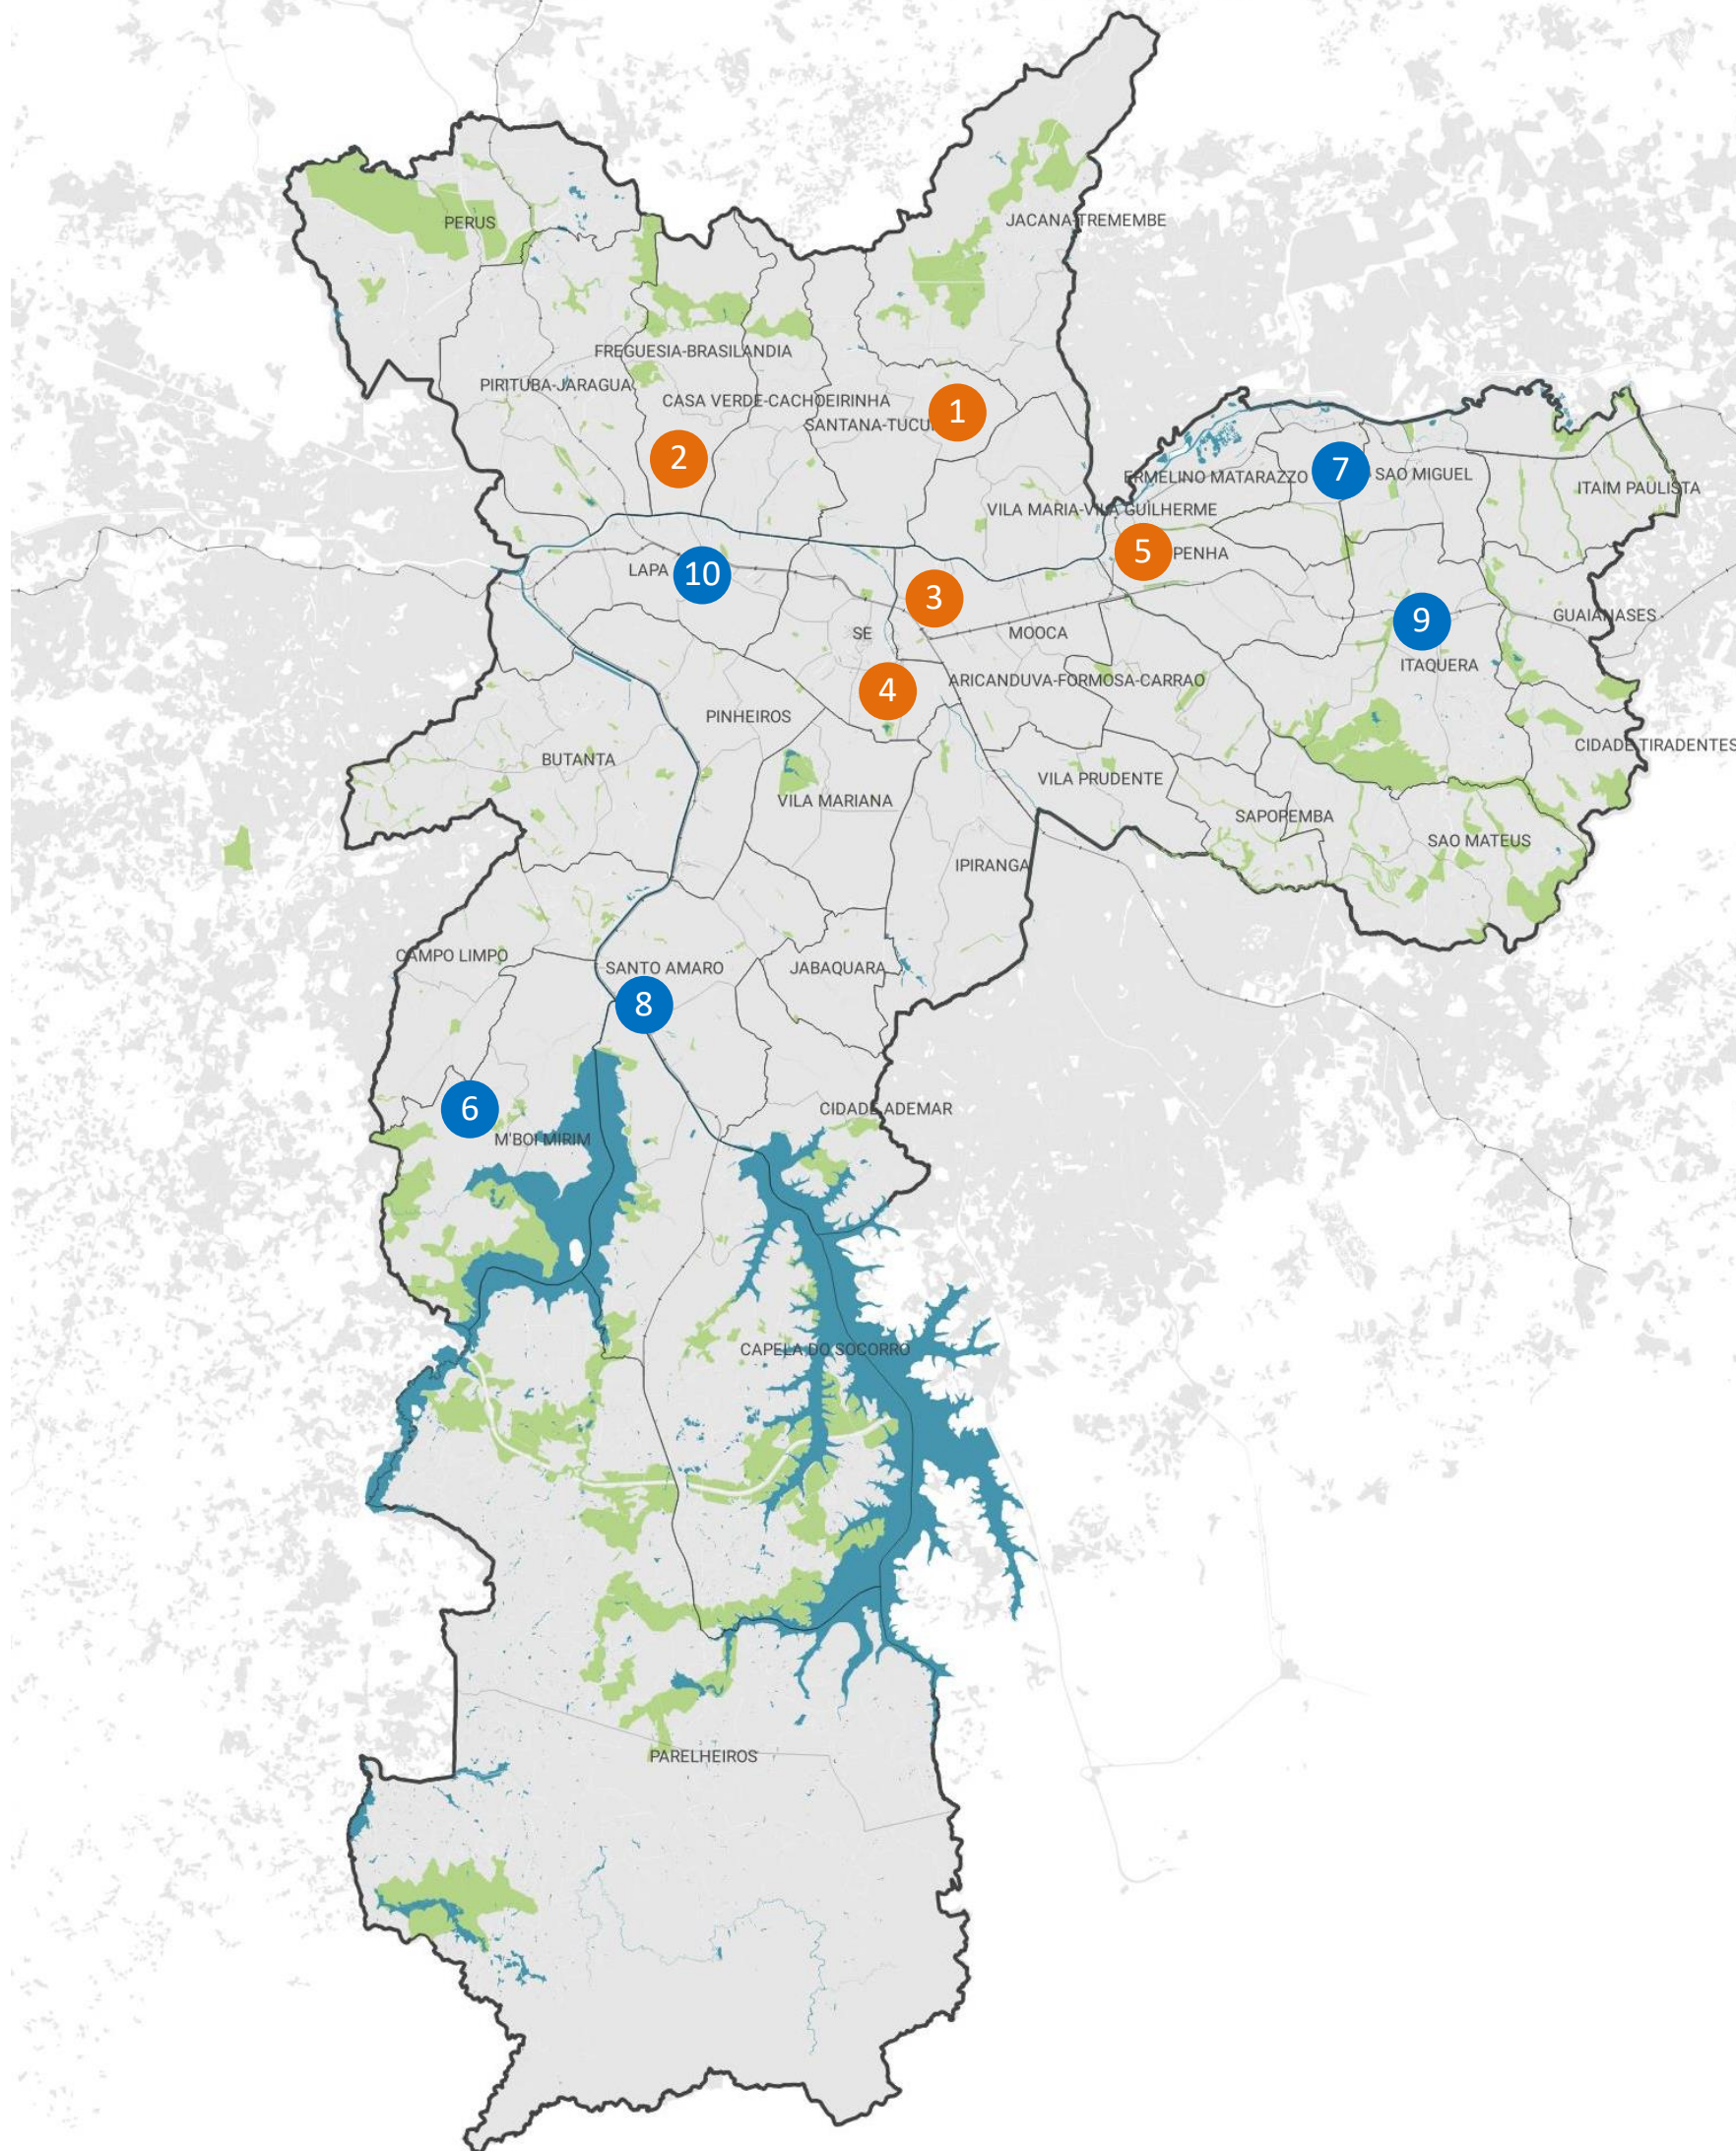 JACANA-TREMEMBE
PERUS
FREGUESIA-BRASILANDIA
PIRITUBA-JARAGUA
CASA VERDE-CACHOEIRINHA
1
SANTANA-TUCU
2
7
ERMELINO MATARAZZO
SAO MIGUEL
ITAIM PAULISTA
VILA MARIA-VILA GUILHERME
5
PENHA
LAPA
10
3
9
GUAIANASES
SE
MOOCA
ITAQUERA
4
ARICANDUVA-FORMOSA-CARRAO
PINHEIROS
CIDADE TIRADENTES
BUTANTA
VILA PRUDENTE
VILA MARIANA
SAPOPEMBA
SAO MATEUS
IPIRANGA
CAMPO LIMPO
SANTO AMARO
JABAQUARA
8
6
CIDADE ADEMAR
M'BOI MIRIM
CAPELA DO SOCORRO
PARELHEIROS